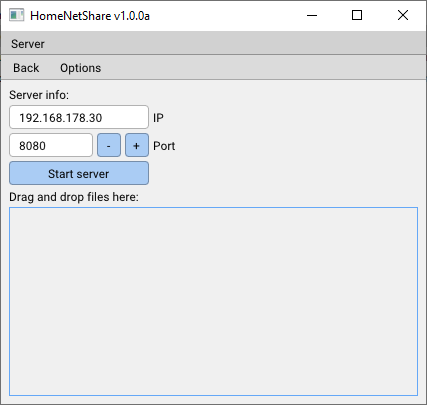 HomeNetShare v1.0.0a
Server
Back Options
Server info:
192.168.178.30 IP
8080 - + Port
Start server
Drag and drop files here: